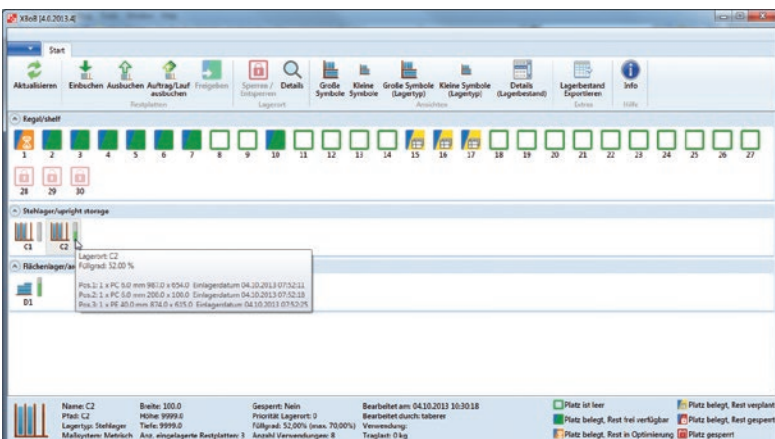 XBoB [4.0.2013.4]
Start
Aktualisieren Einbuchen Ausbuchen Auftrag/Lauf ausbuchen Freigeben Sperren / Entsperren Details Große Symbole Kleine Symbole Große Symbole (Lagertyp) Kleine Symbole (Lagertyp) Details (Lagerbestand) Lagerbestand Exportieren Info
Restplatten Lagerort Ansichten Extras Hilfe
Regal/shelf
1 2 3 4 5 6 7 8 9 10 11 12 13 14 15 16 17 18 19 20 21 22 23 24 25 26 27
28 29 30
Stehlager/upright storage
C1 C2
Lagerort: C2
Füllgrad: 52.00 %
Flächenlager/
Pos.1: 1 x PC 6.0 mm 987.0 x 654.0 Einlagerdatum 04.10.2013 07:52:11
Pos.2: 1 x PC 6.0 mm 200.0 x 100.0 Einlagerdatum 04.10.2013 07:52:18
Pos.3: 1 x PE 40.0 mm 874.0 x 615.0 Einlagerdatum 04.10.2013 07:52:25
D1
Name: C2 Breite: 100.0 Gesperrt: Nein Bearbeitet am: 04.10.2013 10:30:18 Platz ist leer Platz belegt, Rest verplant
Pfad: C2 Höhe: 9999.0 Priorität Lagerort: 0 Bearbeitet durch: taberer Platz belegt, Rest frei verfügbar Platz belegt, Rest gesperrt
Lagertyp: Stehlager Tiefe: 9999.0 Füllgrad: 52,00% (max. 70,00%) Verwendung:
Maßsystem: Metrisch Anz. eingelagerte Restplatten: 3 Anzahl Verwendungen: 8 Traglast: 0 kg Platz belegt, Rest in Optimierung Platz gesperrt